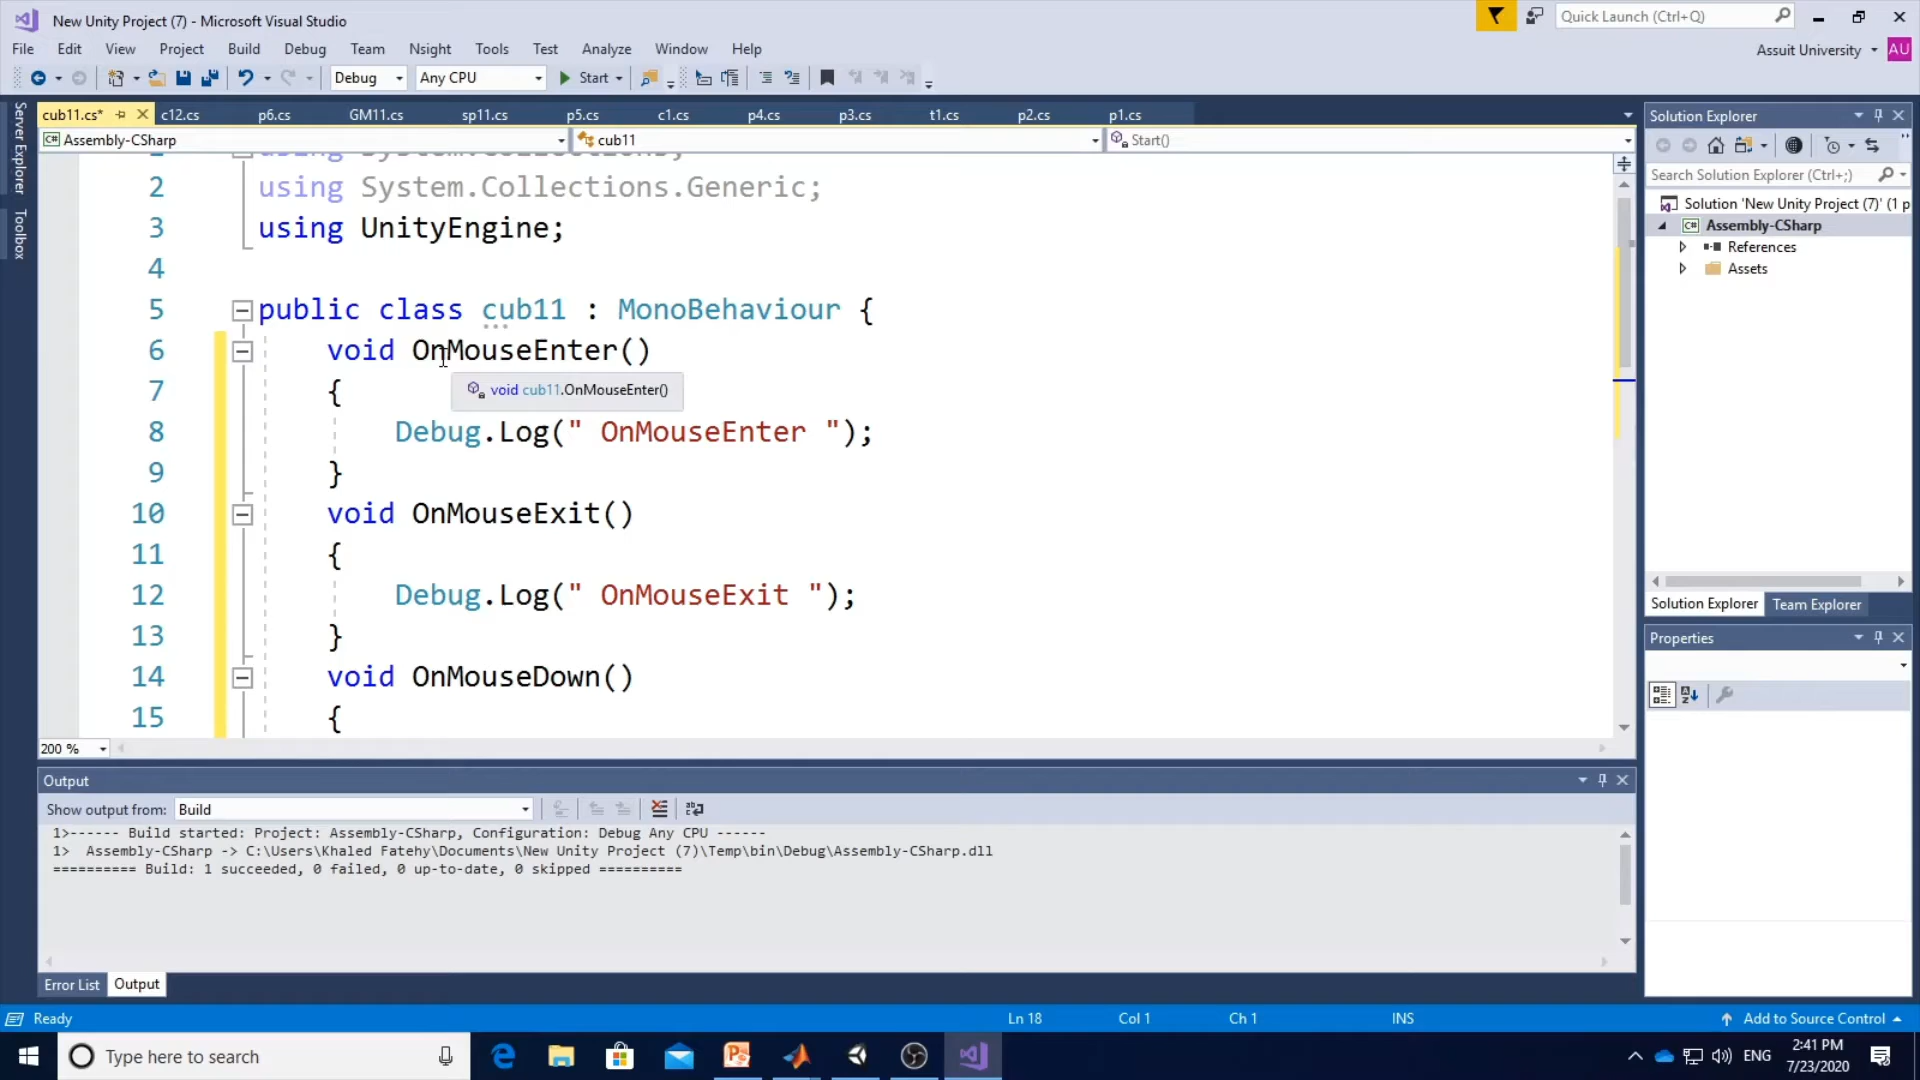 New Unity Project (7) - Microsoft Visual Studio
Quick Launch (Ctrl+Q)
File Edit View Project Build Debug Team Nsight Tools Test Analyze Window Help
Assuit University AU
Debug Any CPU Start
cub11.cs* c12.cs p6.cs GM11.cs sp11.cs p5.cs c1.cs p4.cs p3.cs t1.cs p2.cs p1.cs
Assembly-CSharp cub11 Start()
Server Explorer
Toolbox
using System.Collections;
2 using System.Collections.Generic;
3 using UnityEngine;
4
5 public class cub11 : MonoBehaviour {
6 void OnMouseEnter()
7 {
void cub11.OnMouseEnter()
8 Debug.Log(" OnMouseEnter ");
9 }
10 void OnMouseExit()
11 {
12 Debug.Log(" OnMouseExit ");
13 }
14 void OnMouseDown()
15 {
200 %
Solution Explorer
Search Solution Explorer (Ctrl+;)
Solution 'New Unity Project (7)' (1 p
C# Assembly-CSharp
References
Assets
Solution Explorer Team Explorer
Properties
Output
Show output from: Build
1>------ Build started: Project: Assembly-CSharp, Configuration: Debug Any CPU ------
1> Assembly-CSharp -> C:\Users\Khaled Fatehy\Documents\New Unity Project (7)\Temp\bin\Debug\Assembly-CSharp.dll
========== Build: 1 succeeded, 0 failed, 0 up-to-date, 0 skipped ==========
Error List Output
Ready Ln 18 Col 1 Ch 1 INS Add to Source Control
Type here to search
ENG
2:41 PM
7/23/2020